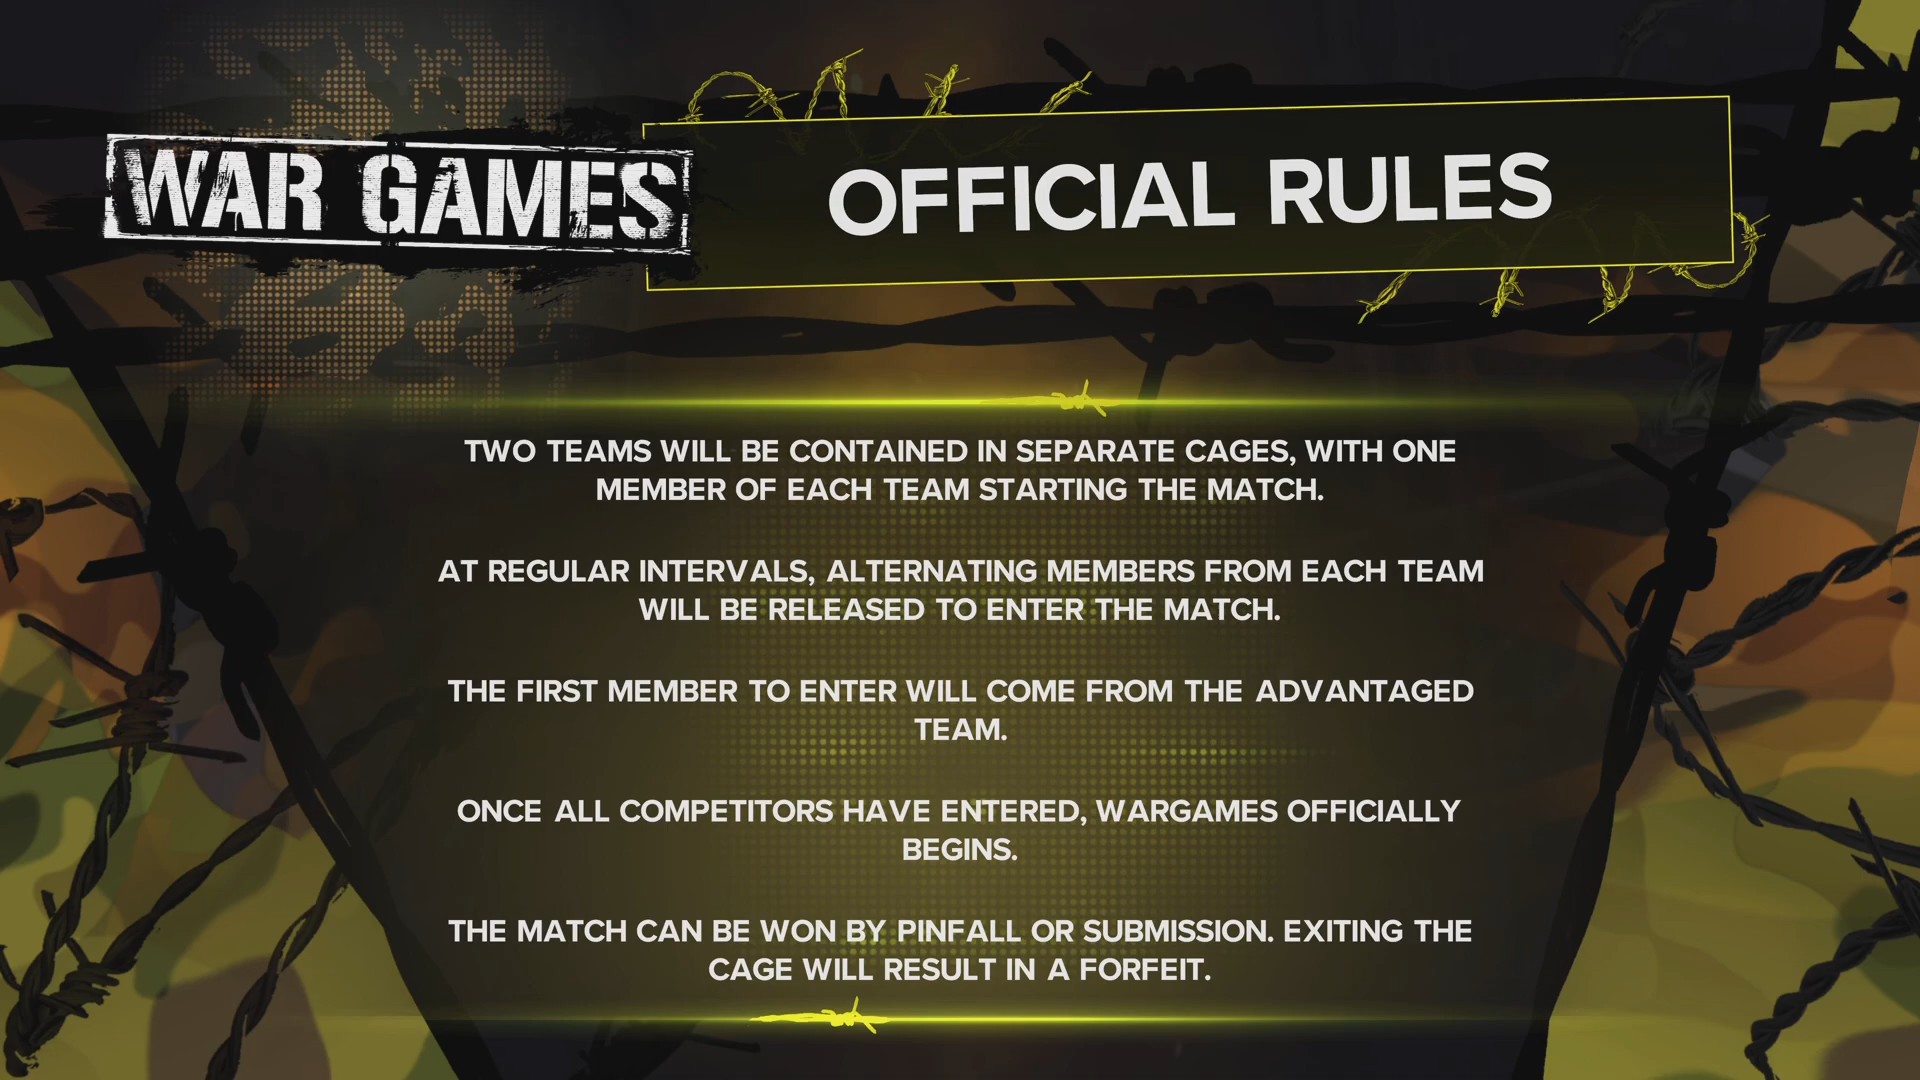 WAR GAMES
OFFICIAL RULES
TWO TEAMS WILL BE CONTAINED IN SEPARATE CAGES, WITH ONE
MEMBER OF EACH TEAM STARTING THE MATCH.
AT REGULAR INTERVALS, ALTERNATING MEMBERS FROM EACH TEAM
WILL BE RELEASED TO ENTER THE MATCH.
THE FIRST MEMBER TO ENTER WILL COME FROM THE ADVANTAGED
TEAM.
ONCE ALL COMPETITORS HAVE ENTERED, WARGAMES OFFICIALLY
BEGINS.
THE MATCH CAN BE WON BY PINFALL OR SUBMISSION. EXITING THE
CAGE WILL RESULT IN A FORFEIT.